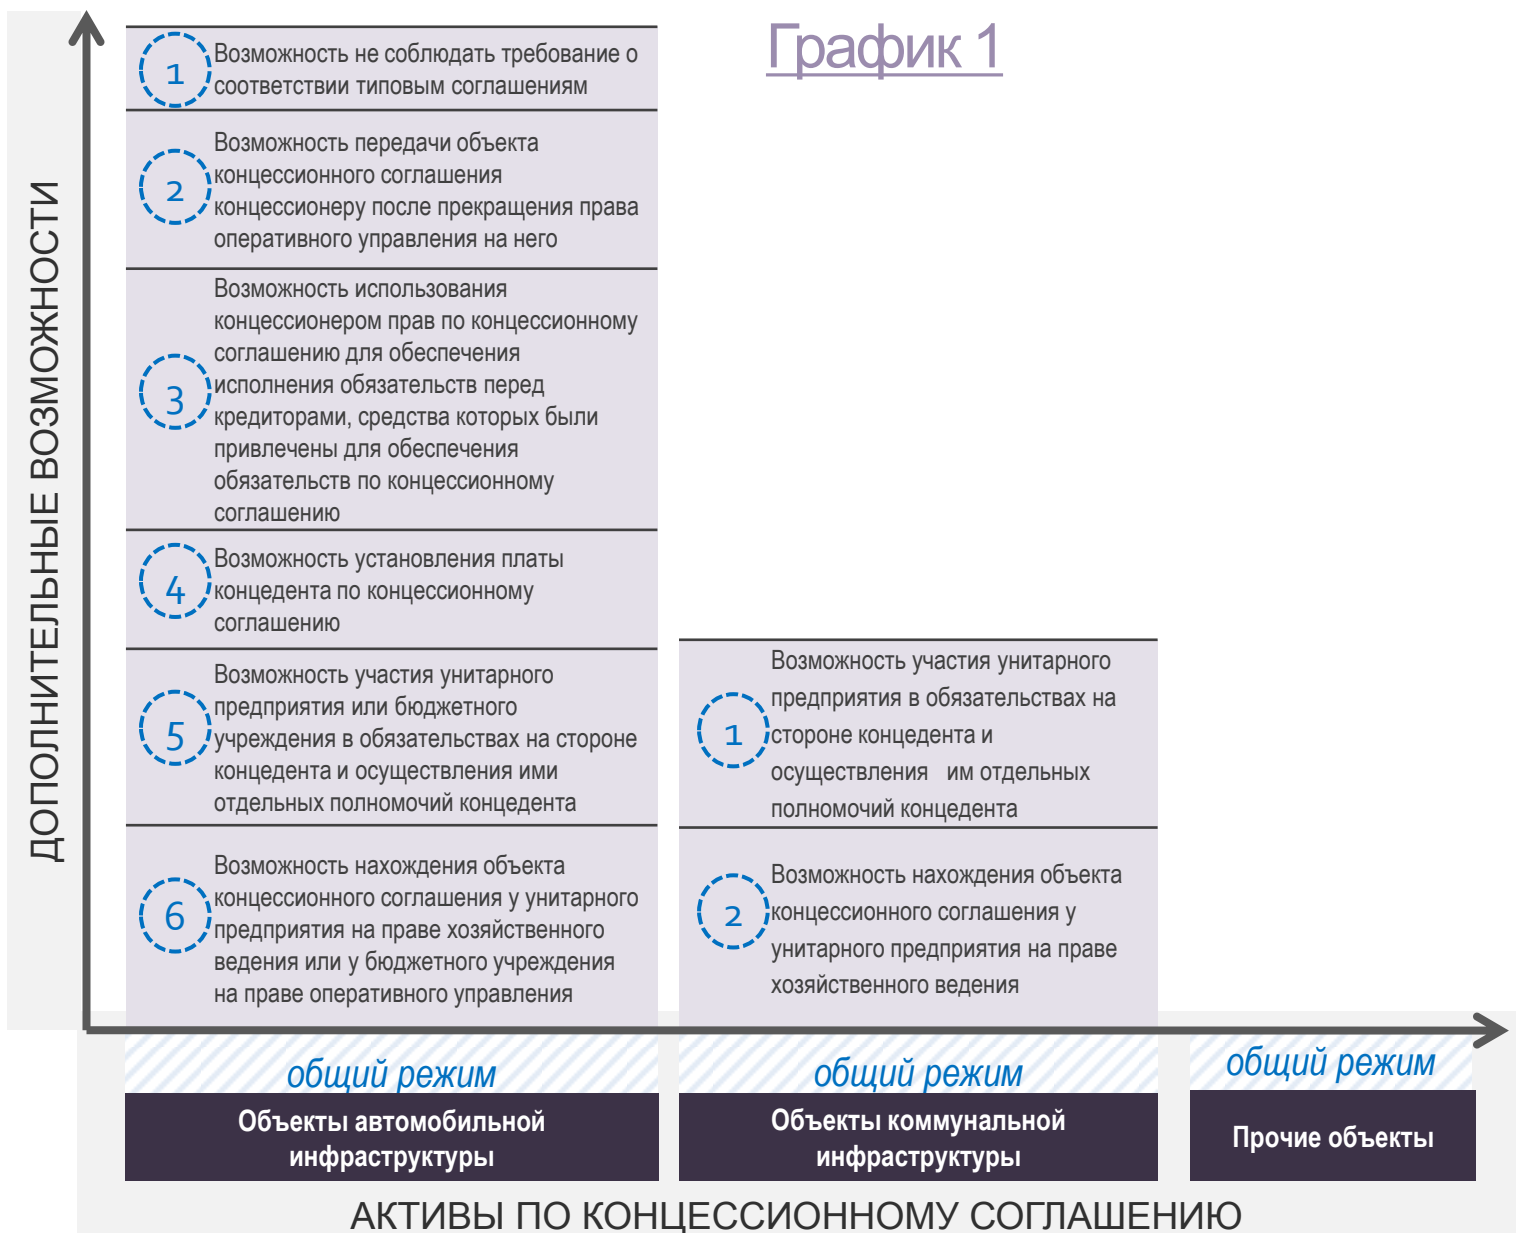 График 1
ДОПОЛНИТЕЛЬНЫЕ ВОЗМОЖНОСТИ
1
Возможность не соблюдать требование о
соответствии типовым соглашениям
2
Возможность передачи объекта
концессионного соглашения
концессионеру после прекращения права
оперативного управления на него
3
Возможность использования
концессионером прав по концессионному
соглашению для обеспечения
исполнения обязательств перед
кредиторами, средства которых были
привлечены для обеспечения
обязательств по концессионному
соглашению
4
Возможность установления платы
концедента по концессионному
соглашению
5
Возможность участия унитарного
предприятия или бюджетного
учреждения в обязательствах на стороне
концедента и осуществления ими
отдельных полномочий концедента
6
Возможность нахождения объекта
концессионного соглашения у унитарного
предприятия на праве хозяйственного
ведения или у бюджетного учреждения
на праве оперативного управления
1
Возможность участия унитарного
предприятия в обязательствах на
стороне концедента и
осуществления им отдельных
полномочий концедента
2
Возможность нахождения объекта
концессионного соглашения у
унитарного предприятия на праве
хозяйственного ведения
общий режим
Объекты автомобильной
инфраструктуры
общий режим
Объекты коммунальной
инфраструктуры
общий режим
Прочие объекты
АКТИВЫ ПО КОНЦЕССИОННОМУ СОГЛАШЕНИЮ